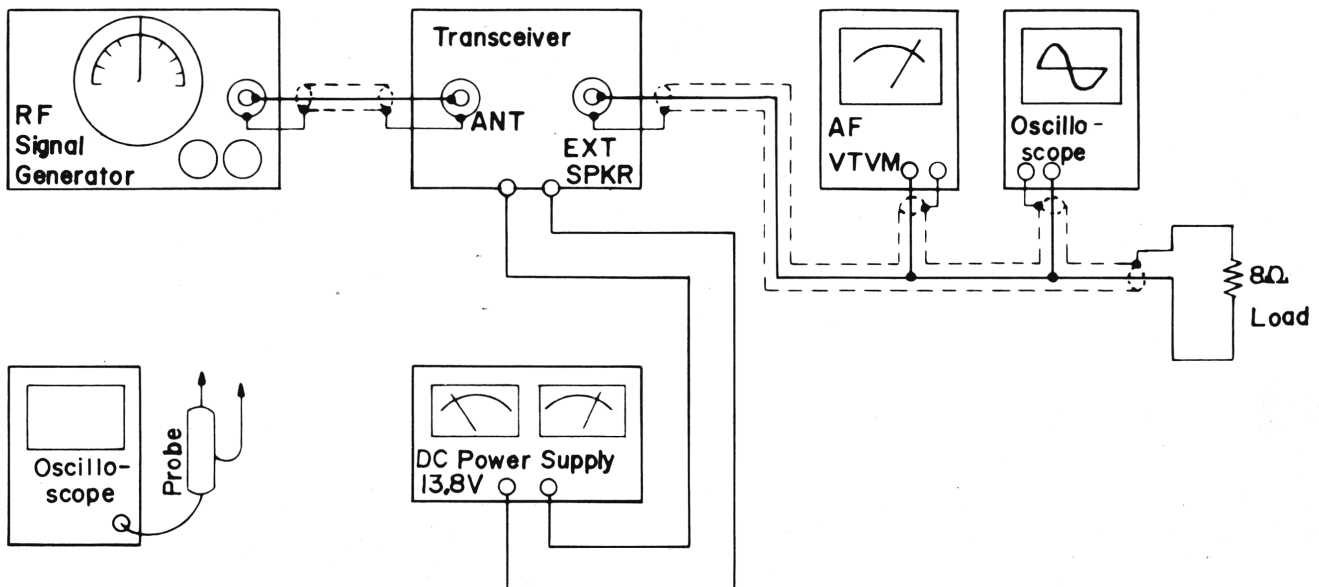 RF
Signal
Generator
Transceiver
ANT
EXT
SPKR
AF
VTVM
Oscillo-
scope
8Ω
Load
Oscillo-
scope
Probe
DC Power Supply
13,8V